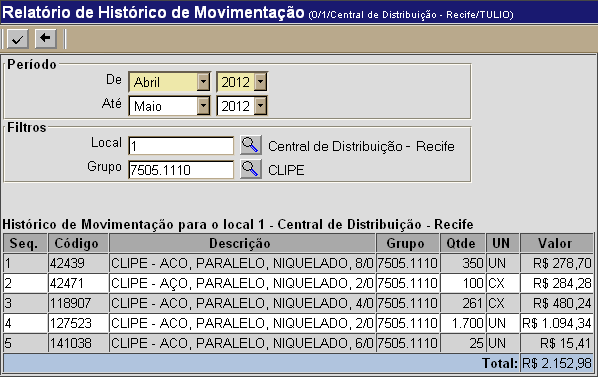 Relatório de Histórico de Movimentação (0/1/Central de Distribuição - Recife/TULIO)
Período
De Abril 2012
Até Maio 2012
Filtros
Local 1 Central de Distribuição - Recife
Grupo 7505.1110 CLIPE
Histórico de Movimentação para o local 1 - Central de Distribuição - Recife
Seq. Código Descrição Grupo Qtde UN Valor
1 42439 CLIPE - ACO, PARALELO, NIQUELADO, 8/0 7505.1110 350 UN R$ 278,70
2 42471 CLIPE - AÇO, PARALELO, NIQUELADO, 2/0 7505.1110 100 CX R$ 284,28
3 118907 CLIPE - ACO, PARALELO, NIQUELADO, 4/0 7505.1110 261 CX R$ 480,24
4 127523 CLIPE - ACO, PARALELO, NIQUELADO, 2/0 7505.1110 1.700 UN R$ 1.094,34
5 141038 CLIPE - ACO, PARALELO, NIQUELADO, 6/0 7505.1110 25 UN R$ 15,41
Total: R$ 2.152,98